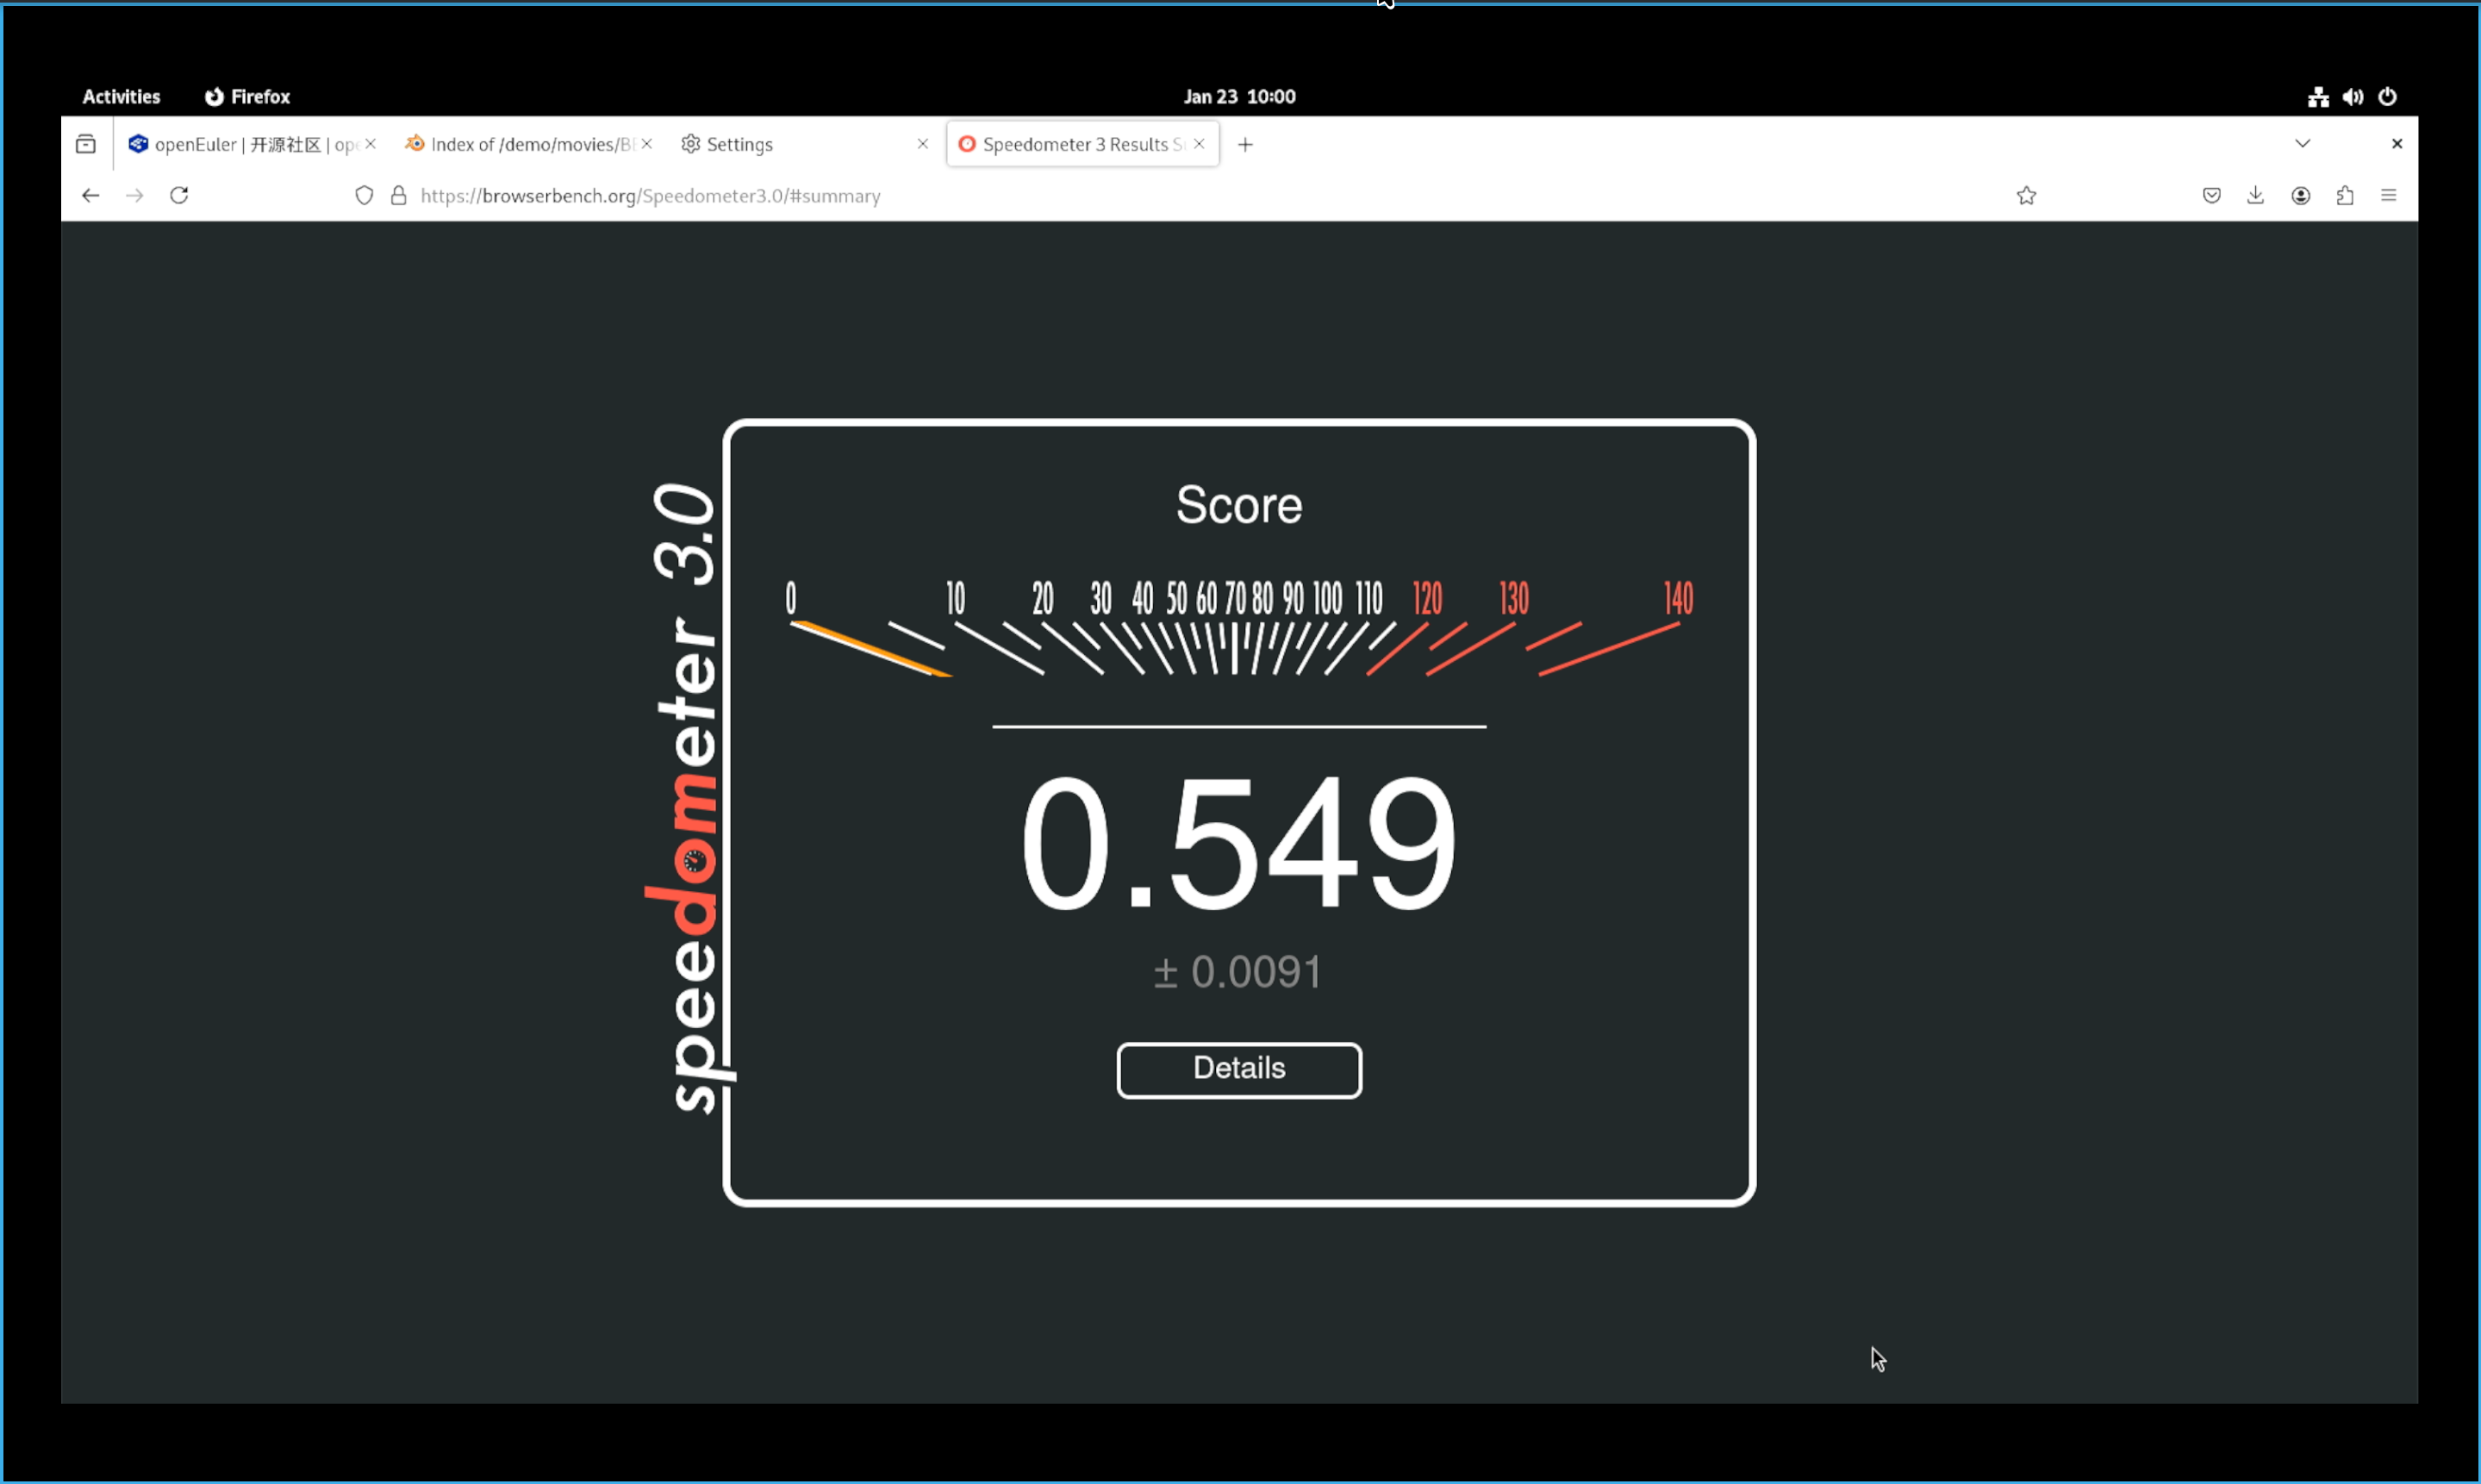 Activities Firefox Jan 23 10:00
openEuler | 开源社区 | ope Index of /demo/movies/BB Settings Speedometer 3 Results S
https://browserbench.org/Speedometer3.0/#summary
speedometer 3.0
Score
0 10 20 30 40 50 60 70 80 90 100 110 120 130 140
0.549
± 0.0091
Details